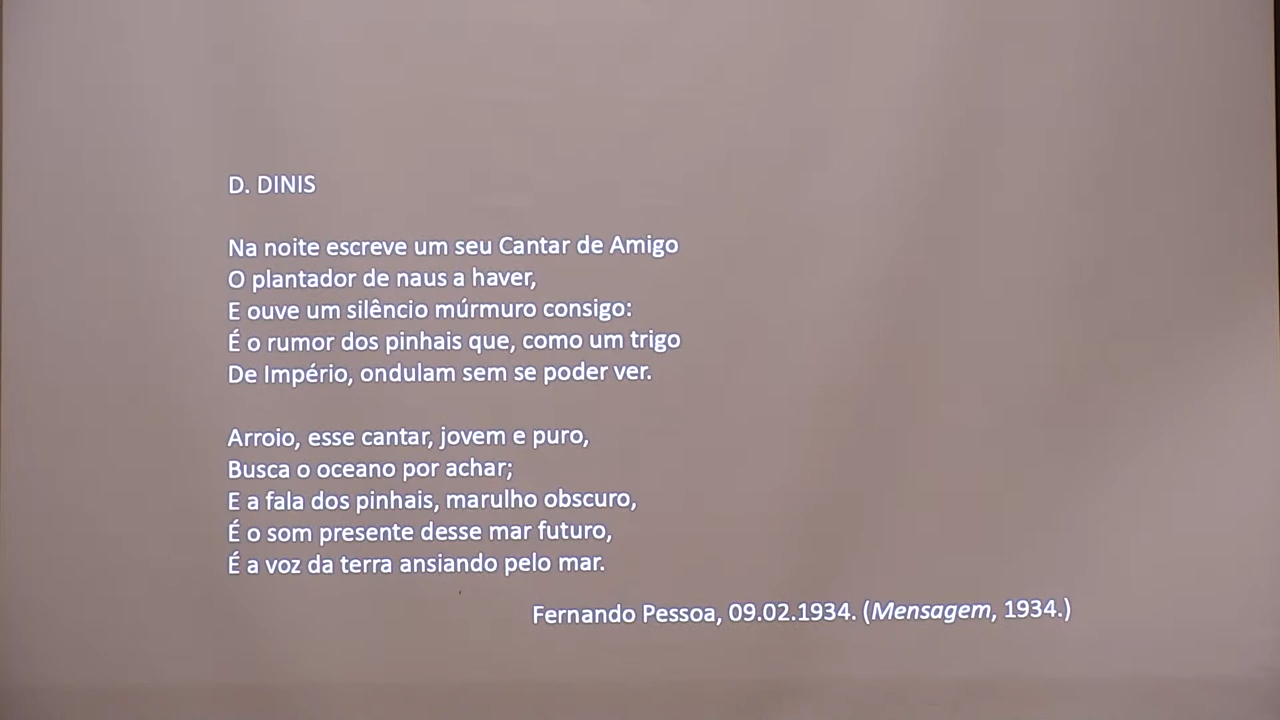 D. DINIS
Na noite escreve um seu Cantar de Amigo
O plantador de naus a haver,
E ouve um silêncio múrmuro consigo:
É o rumor dos pinhais que, como um trigo
De Império, ondulam sem se poder ver.
Arroio, esse cantar, jovem e puro,
Busca o oceano por achar;
E a fala dos pinhais, marulho obscuro,
É o som presente desse mar futuro,
É a voz da terra ansiando pelo mar.
Fernando Pessoa, 09.02.1934. (Mensagem, 1934.)